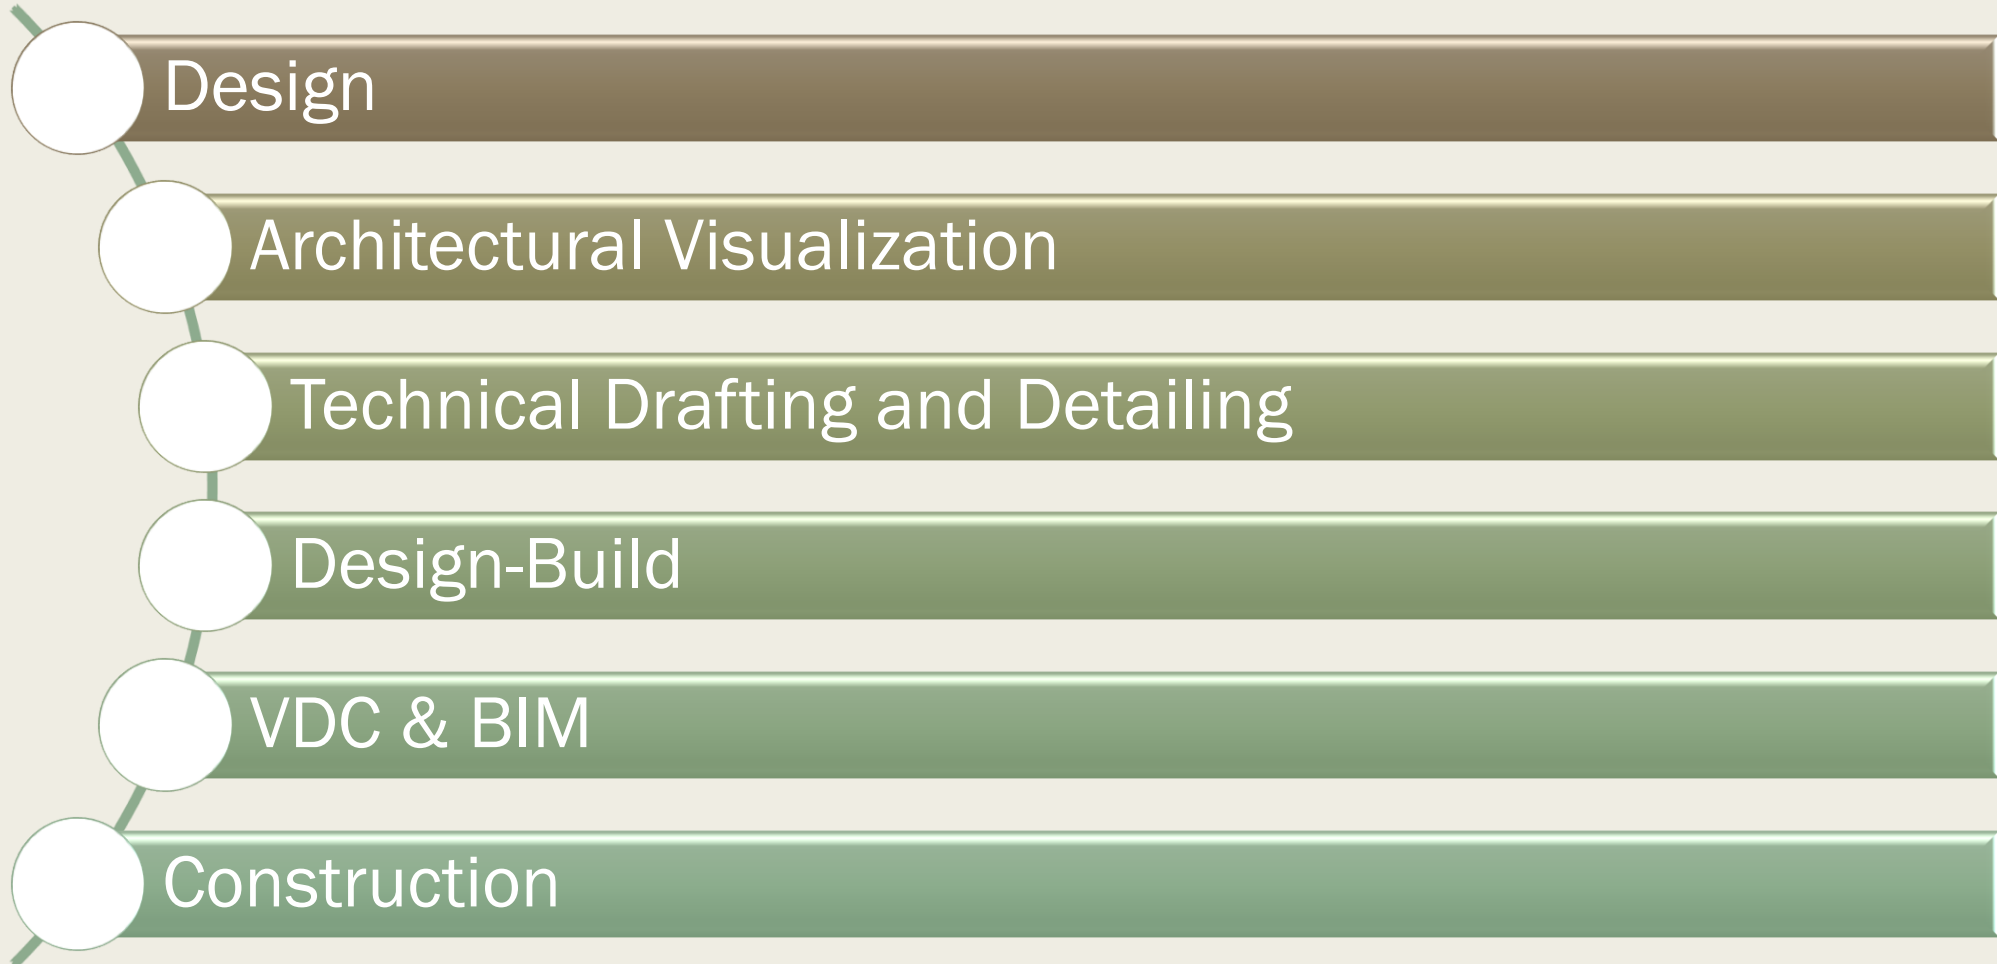 Design
Architectural Visualization
Technical Drafting and Detailing
Design-Build
VDC & BIM
Construction